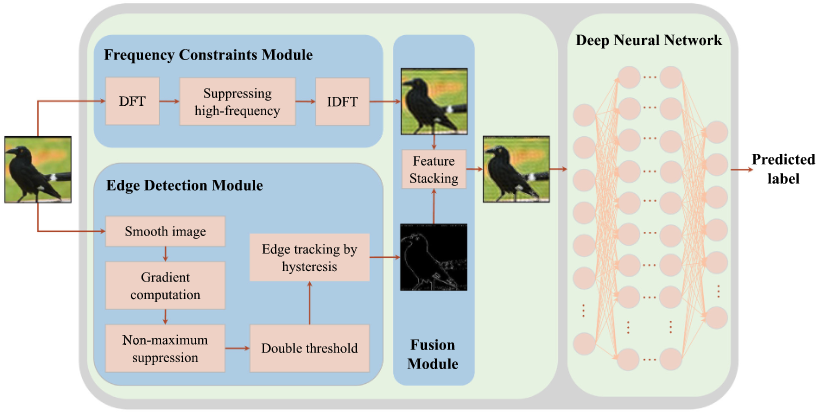 Frequency Constraints Module
DFT
Suppressing
high-frequency
IDFT
Edge Detection Module
Smooth image
Gradient
computation
Non-maximum
suppression
Double threshold
Edge tracking by
hysteresis
Feature
Stacking
Fusion
Module
Deep Neural Network
Predicted
label